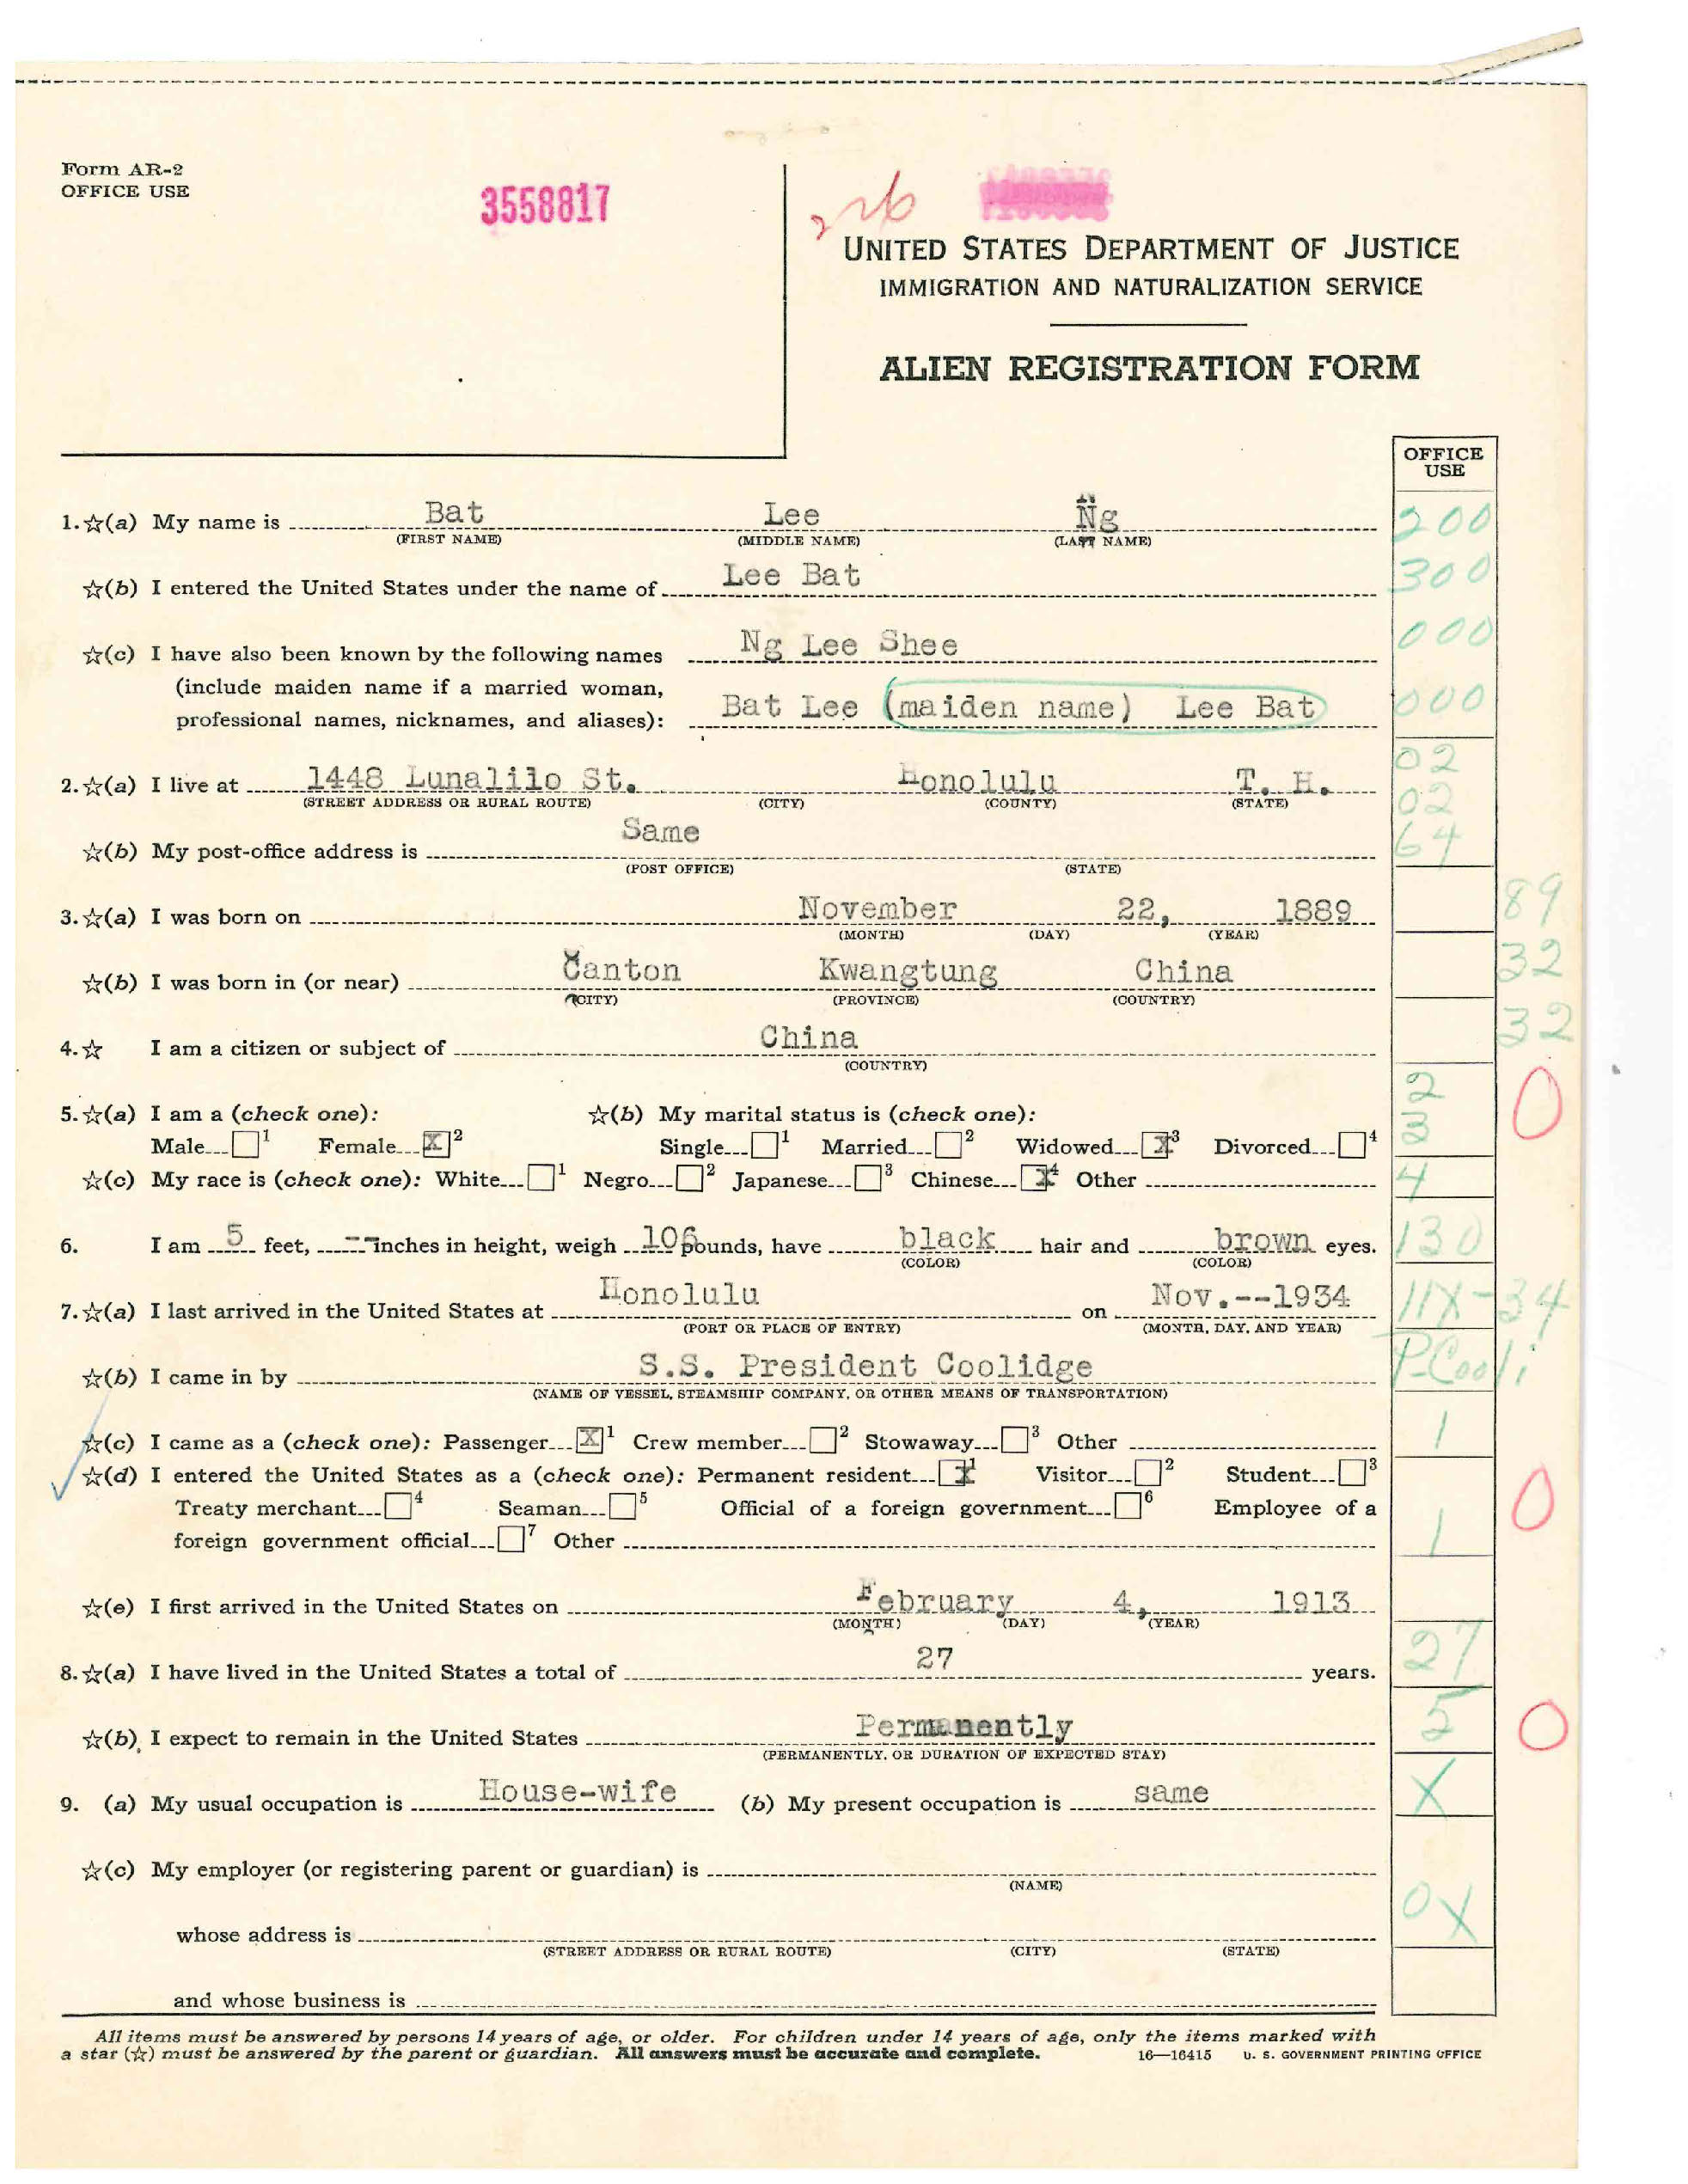 Form AR-2
OFFICE USE
3558817
26
UNITED STATES DEPARTMENT OF JUSTICE
IMMIGRATION AND NATURALIZATION SERVICE
ALIEN REGISTRATION FORM
OFFICE USE
1. ☆(a) My name is Bat Lee Ng 200
(FIRST NAME) (MIDDLE NAME) (LAST NAME)
☆(b) I entered the United States under the name of Lee Bat 300
☆(c) I have also been known by the following names Ng Lee Shee 000
(include maiden name if a married woman,
professional names, nicknames, and aliases): Bat Lee (maiden name) Lee Bat 000
02
2. ☆(a) I live at 1448 Lunalilo St. Honolulu T. H. 02
(STREET ADDRESS OR RURAL ROUTE) (CITY) (COUNTY) (STATE)
☆(b) My post-office address is Same 64
(POST OFFICE) (STATE)
3. ☆(a) I was born on November 22, 1889 89
(MONTH) (DAY) (YEAR)
☆(b) I was born in (or near) Canton Kwangtung China 32
(CITY) (PROVINCE) (COUNTRY)
4. ☆ I am a citizen or subject of China 32
(COUNTRY)
5. ☆(a) I am a (check one): ☆(b) My marital status is (check one): 2 0
Male ☐1 Female ☒2 Single ☐1 Married ☐2 Widowed ☒3 Divorced ☐4 3
☆(c) My race is (check one): White ☐1 Negro ☐2 Japanese ☐3 Chinese ☒4 Other 4
6. I am 5 feet, -- inches in height, weigh 106 pounds, have black hair and brown eyes. 130
(COLOR) (COLOR)
7. ☆(a) I last arrived in the United States at Honolulu on Nov.--1934 11X-34
(PORT OR PLACE OF ENTRY) (MONTH, DAY, AND YEAR)
☆(b) I came in by S.S. President Coolidge P-Cooli
(NAME OF VESSEL, STEAMSHIP COMPANY, OR OTHER MEANS OF TRANSPORTATION)
☆(c) I came as a (check one): Passenger ☒1 Crew member ☐2 Stowaway ☐3 Other 1
☆(d) I entered the United States as a (check one): Permanent resident ☒1 Visitor ☐2 Student ☐3
Treaty merchant ☐4 Seaman ☐5 Official of a foreign government ☐6 Employee of a 0
foreign government official ☐7 Other 1
☆(e) I first arrived in the United States on February 4, 1913
(MONTH) (DAY) (YEAR)
8. ☆(a) I have lived in the United States a total of 27 years. 27
☆(b) I expect to remain in the United States Permanently 5 0
(PERMANENTLY, OR DURATION OF EXPECTED STAY)
9. (a) My usual occupation is House-wife (b) My present occupation is same X
☆(c) My employer (or registering parent or guardian) is
(NAME)
0X
whose address is
(STREET ADDRESS OR RURAL ROUTE) (CITY) (STATE)
and whose business is
All items must be answered by persons 14 years of age, or older. For children under 14 years of age, only the items marked with
a star (☆) must be answered by the parent or guardian. All answers must be accurate and complete. 16—16415 U. S. GOVERNMENT PRINTING OFFICE